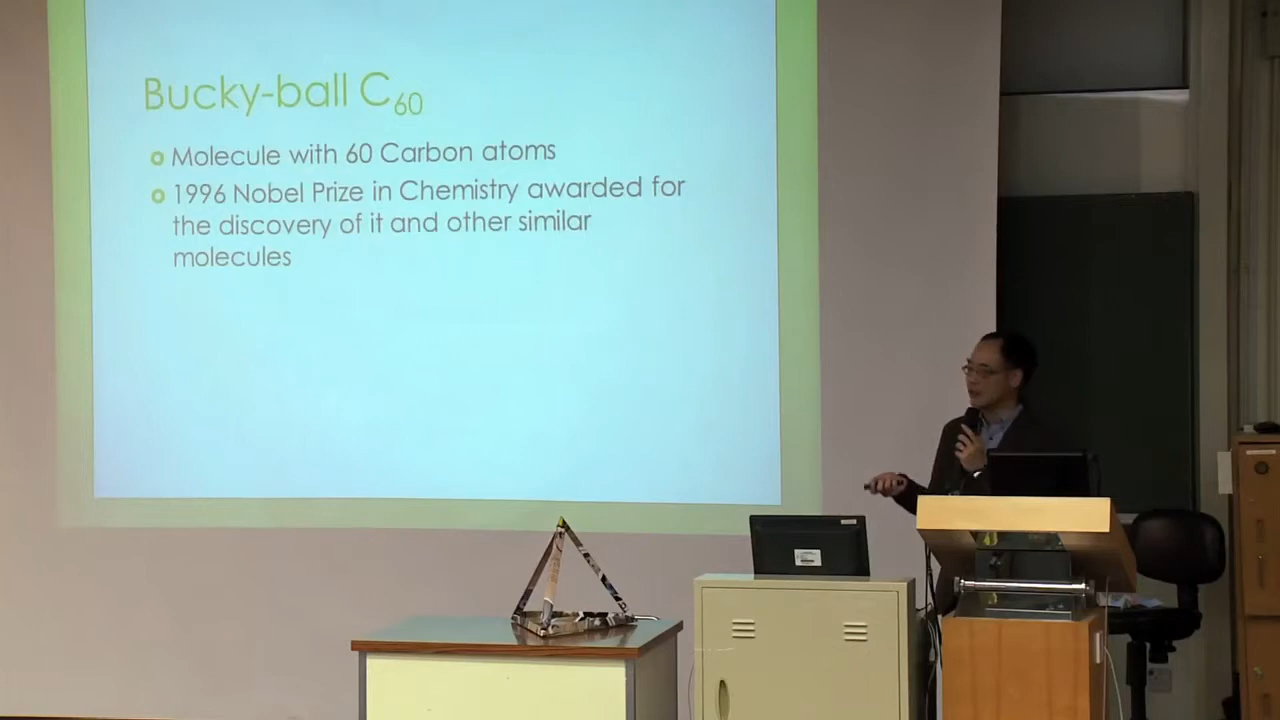 Bucky-ball C₆₀
Molecule with 60 Carbon atoms
1996 Nobel Prize in Chemistry awarded for
the discovery of it and other similar
molecules